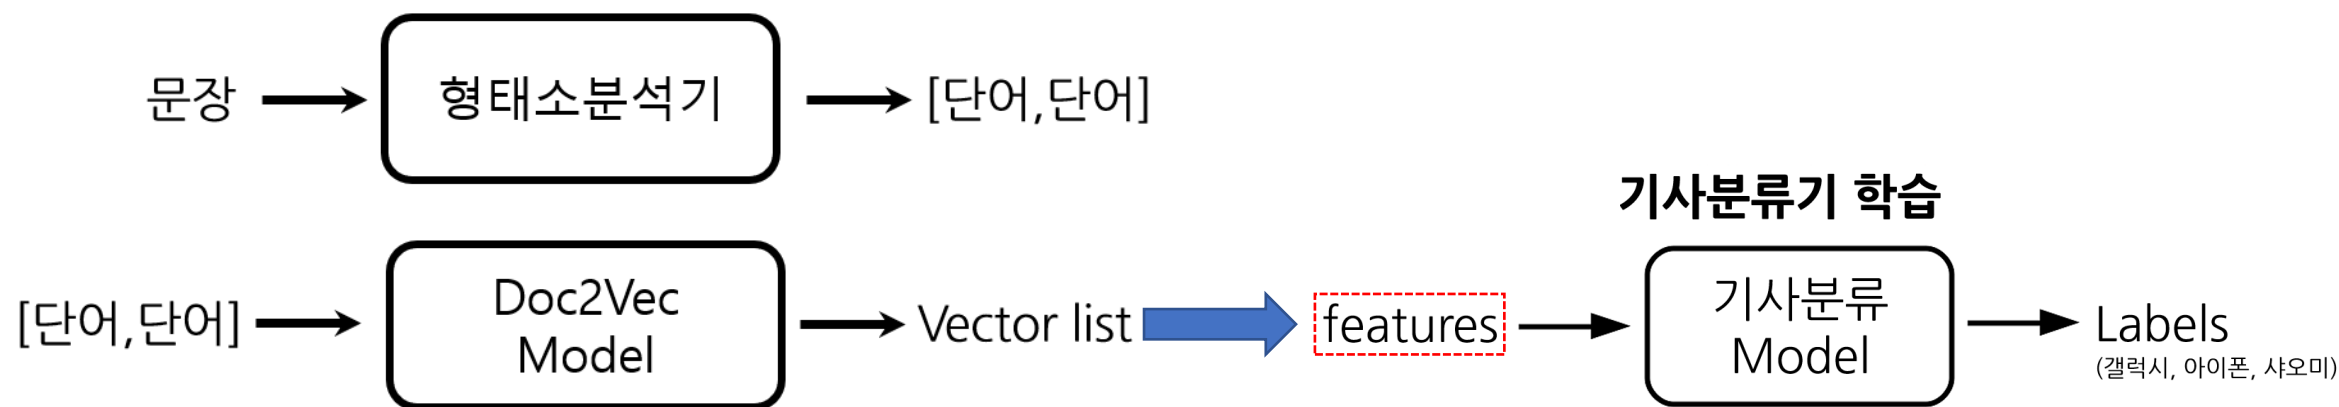 문장
형태소분석기
[단어,단어]
기사분류기 학습
[단어,단어]
Doc2Vec
Model
Vector list
features
기사분류
Model
Labels
(갤럭시, 아이폰, 샤오미)